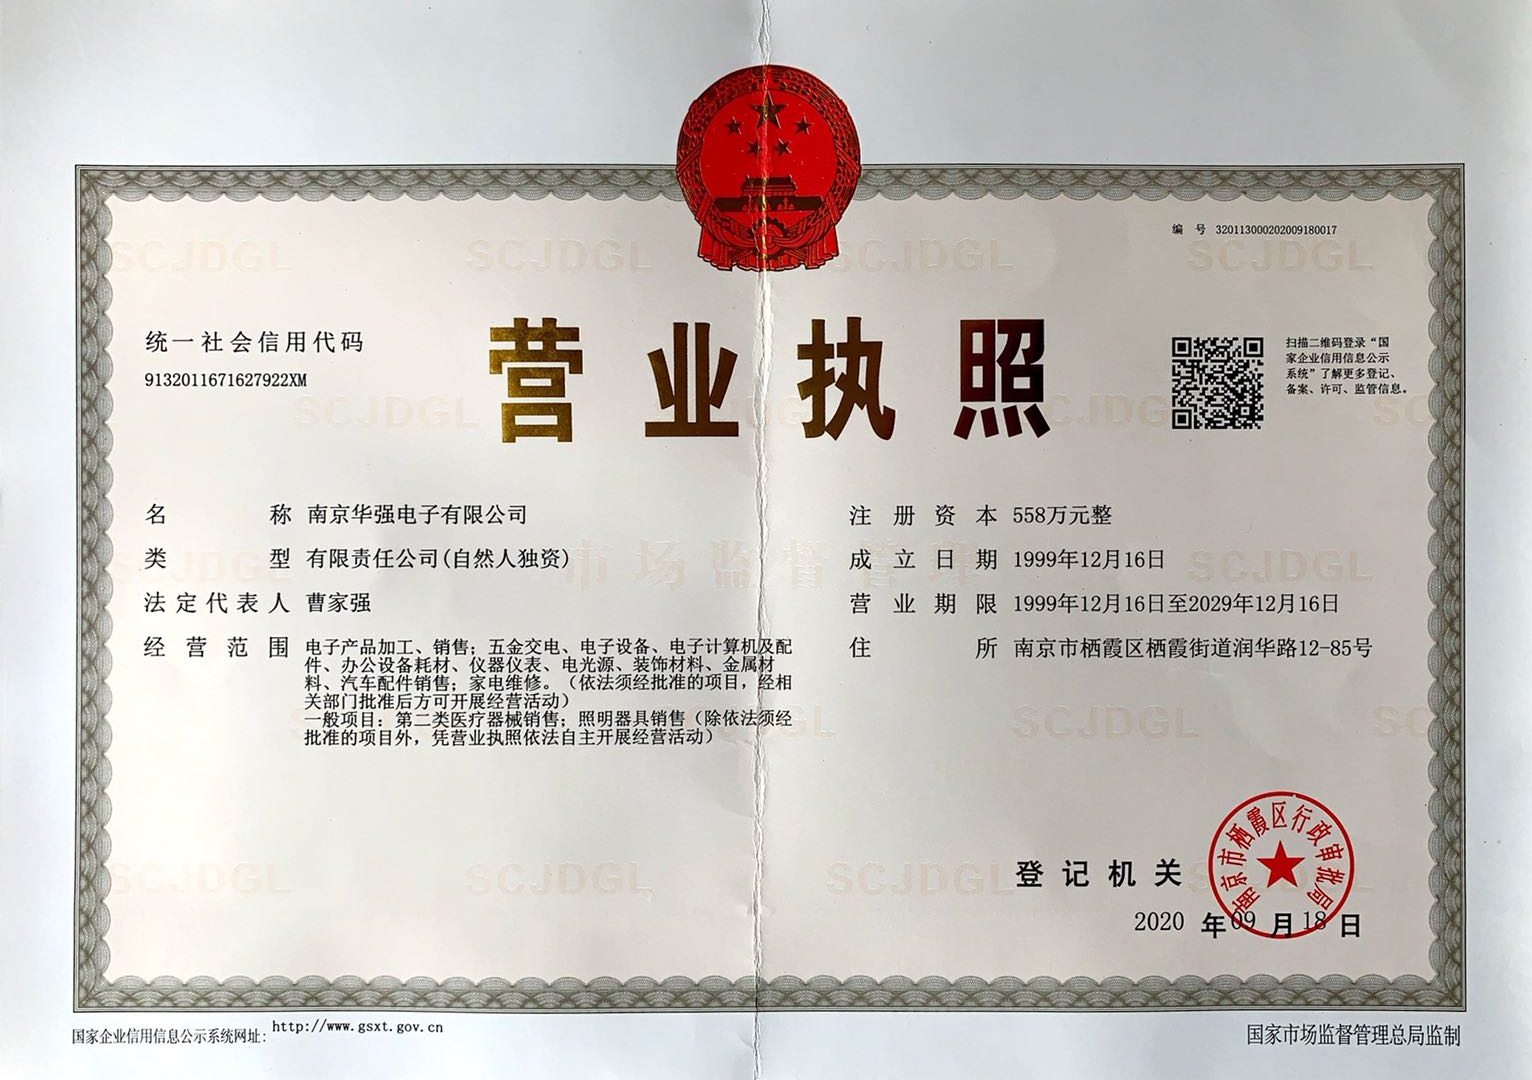 编 号 320113000202009180017
统一社会信用代码
9132011671627922XM
营业执照
扫描二维码登录“国
家企业信用信息公示
系统”了解更多登记、
备案、许可、监管信息。
名 称 南京华强电子有限公司
类 型 有限责任公司(自然人独资)
法定代表人 曹家强
经营范围 电子产品加工、销售；五金交电、电子设备、电子计算机及配
件、办公设备耗材、仪器仪表、电光源、装饰材料、金属材
料、汽车配件销售；家电维修。（依法须经批准的项目，经相
关部门批准后方可开展经营活动）
一般项目：第二类医疗器械销售；照明器具销售（除依法须经
批准的项目外，凭营业执照依法自主开展经营活动）
注册资本 558万元整
成立日期 1999年12月16日
营业期限 1999年12月16日至2029年12月16日
住 所 南京市栖霞区栖霞街道润华路12-85号
登记机关
南京市栖霞区行政审批局
2020 年 09 月 18 日
国家企业信用信息公示系统网址: http://www.gsxt.gov.cn
国家市场监督管理总局监制
SCJDGL
市场监督管理